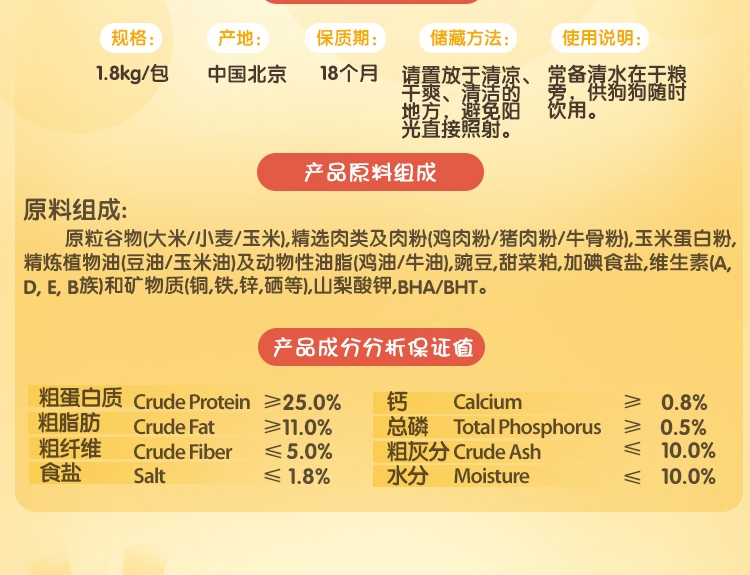 规格:
产地:
保质期:
储藏方法:
使用说明:
1.8kg/包
中国北京
18个月
请置放于清凉、
干爽、清洁的
地方，避免阳
光直接照射。
常备清水在于粮
旁，供狗狗随时
饮用。
产品原料组成
原料组成:
原粒谷物(大米/小麦/玉米),精选肉类及肉粉(鸡肉粉/猪肉粉/牛骨粉),玉米蛋白粉,
精炼植物油(豆油/玉米油)及动物性油脂(鸡油/牛油),豌豆,甜菜粕,加碘食盐,维生素(A,
D, E, B族)和矿物质(铜,铁,锌,硒等),山梨酸钾,BHA/BHT。
产品成分分析保证值
粗蛋白质 Crude Protein ≥25.0%
粗脂肪 Crude Fat ≥11.0%
粗纤维 Crude Fiber ≤ 5.0%
食盐 Salt ≤ 1.8%
钙 Calcium ≥ 0.8%
总磷 Total Phosphorus ≥ 0.5%
粗灰分 Crude Ash ≤ 10.0%
水分 Moisture ≤ 10.0%